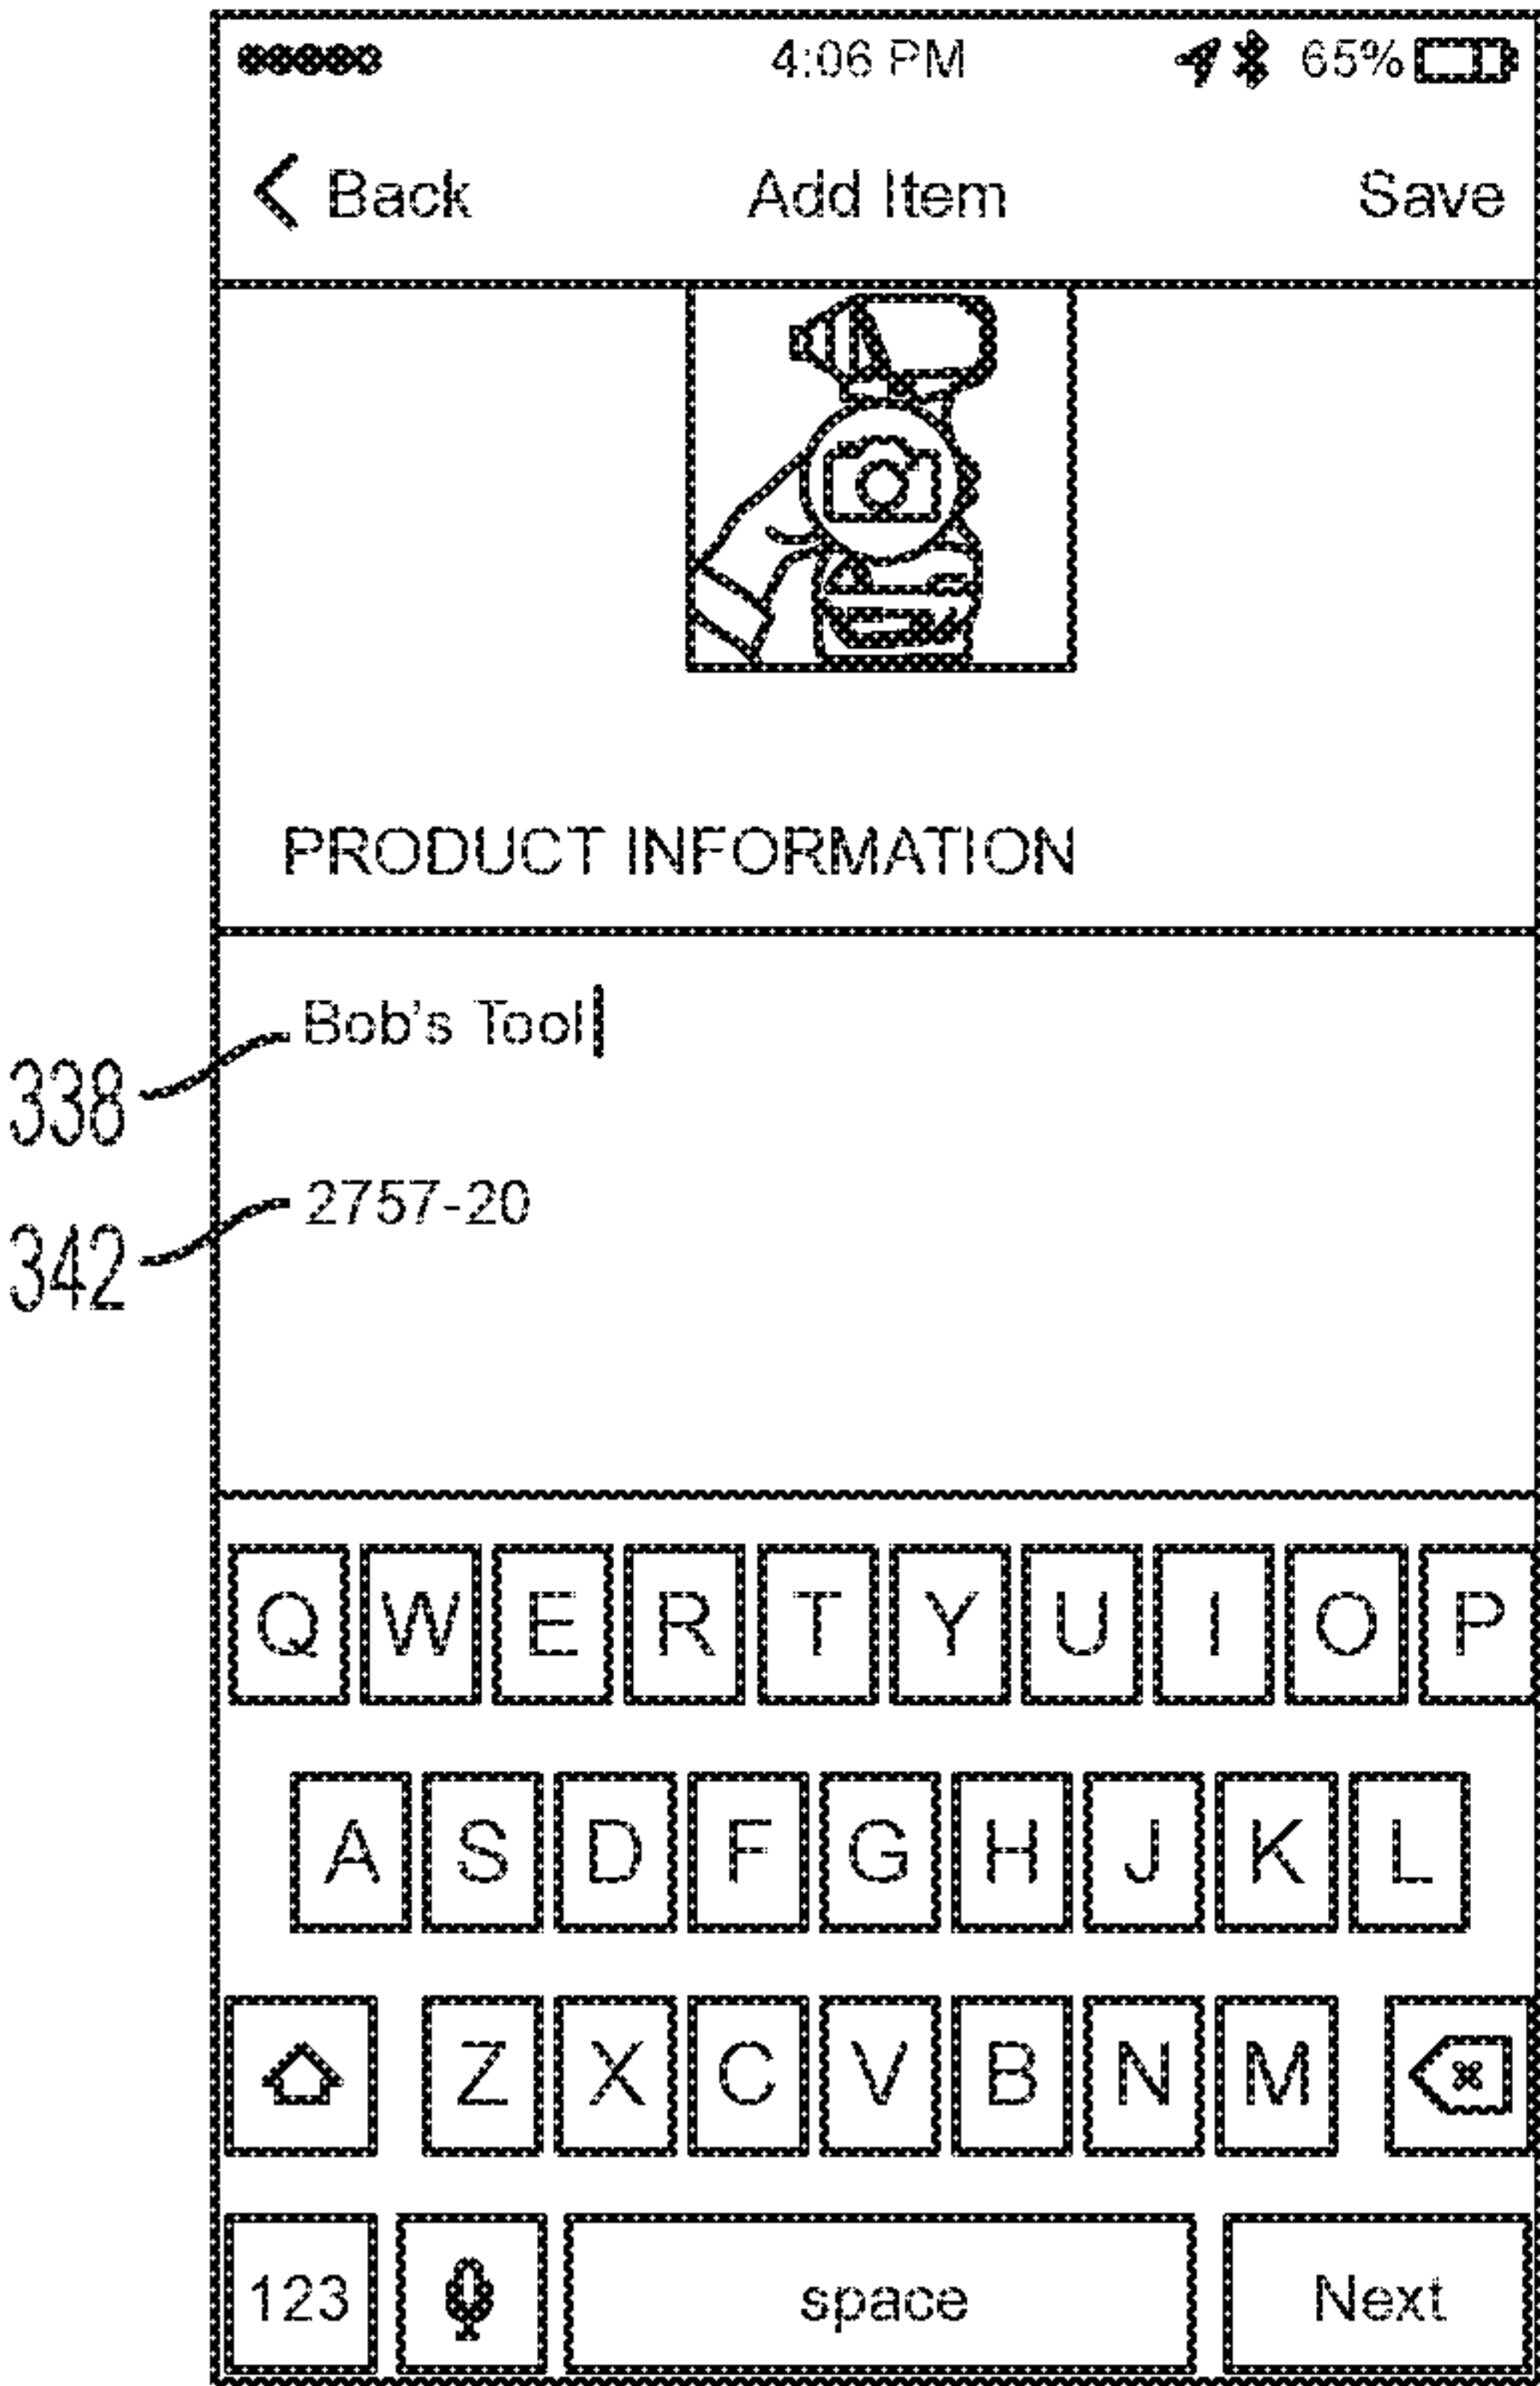 4:06 PM 65%
Back Add Item Save
PRODUCT INFORMATION
338 Bob's Tool
342 2757-20
Q W E R T Y U I O P
A S D F G H J K L
Z X C V B N M
123 space Next